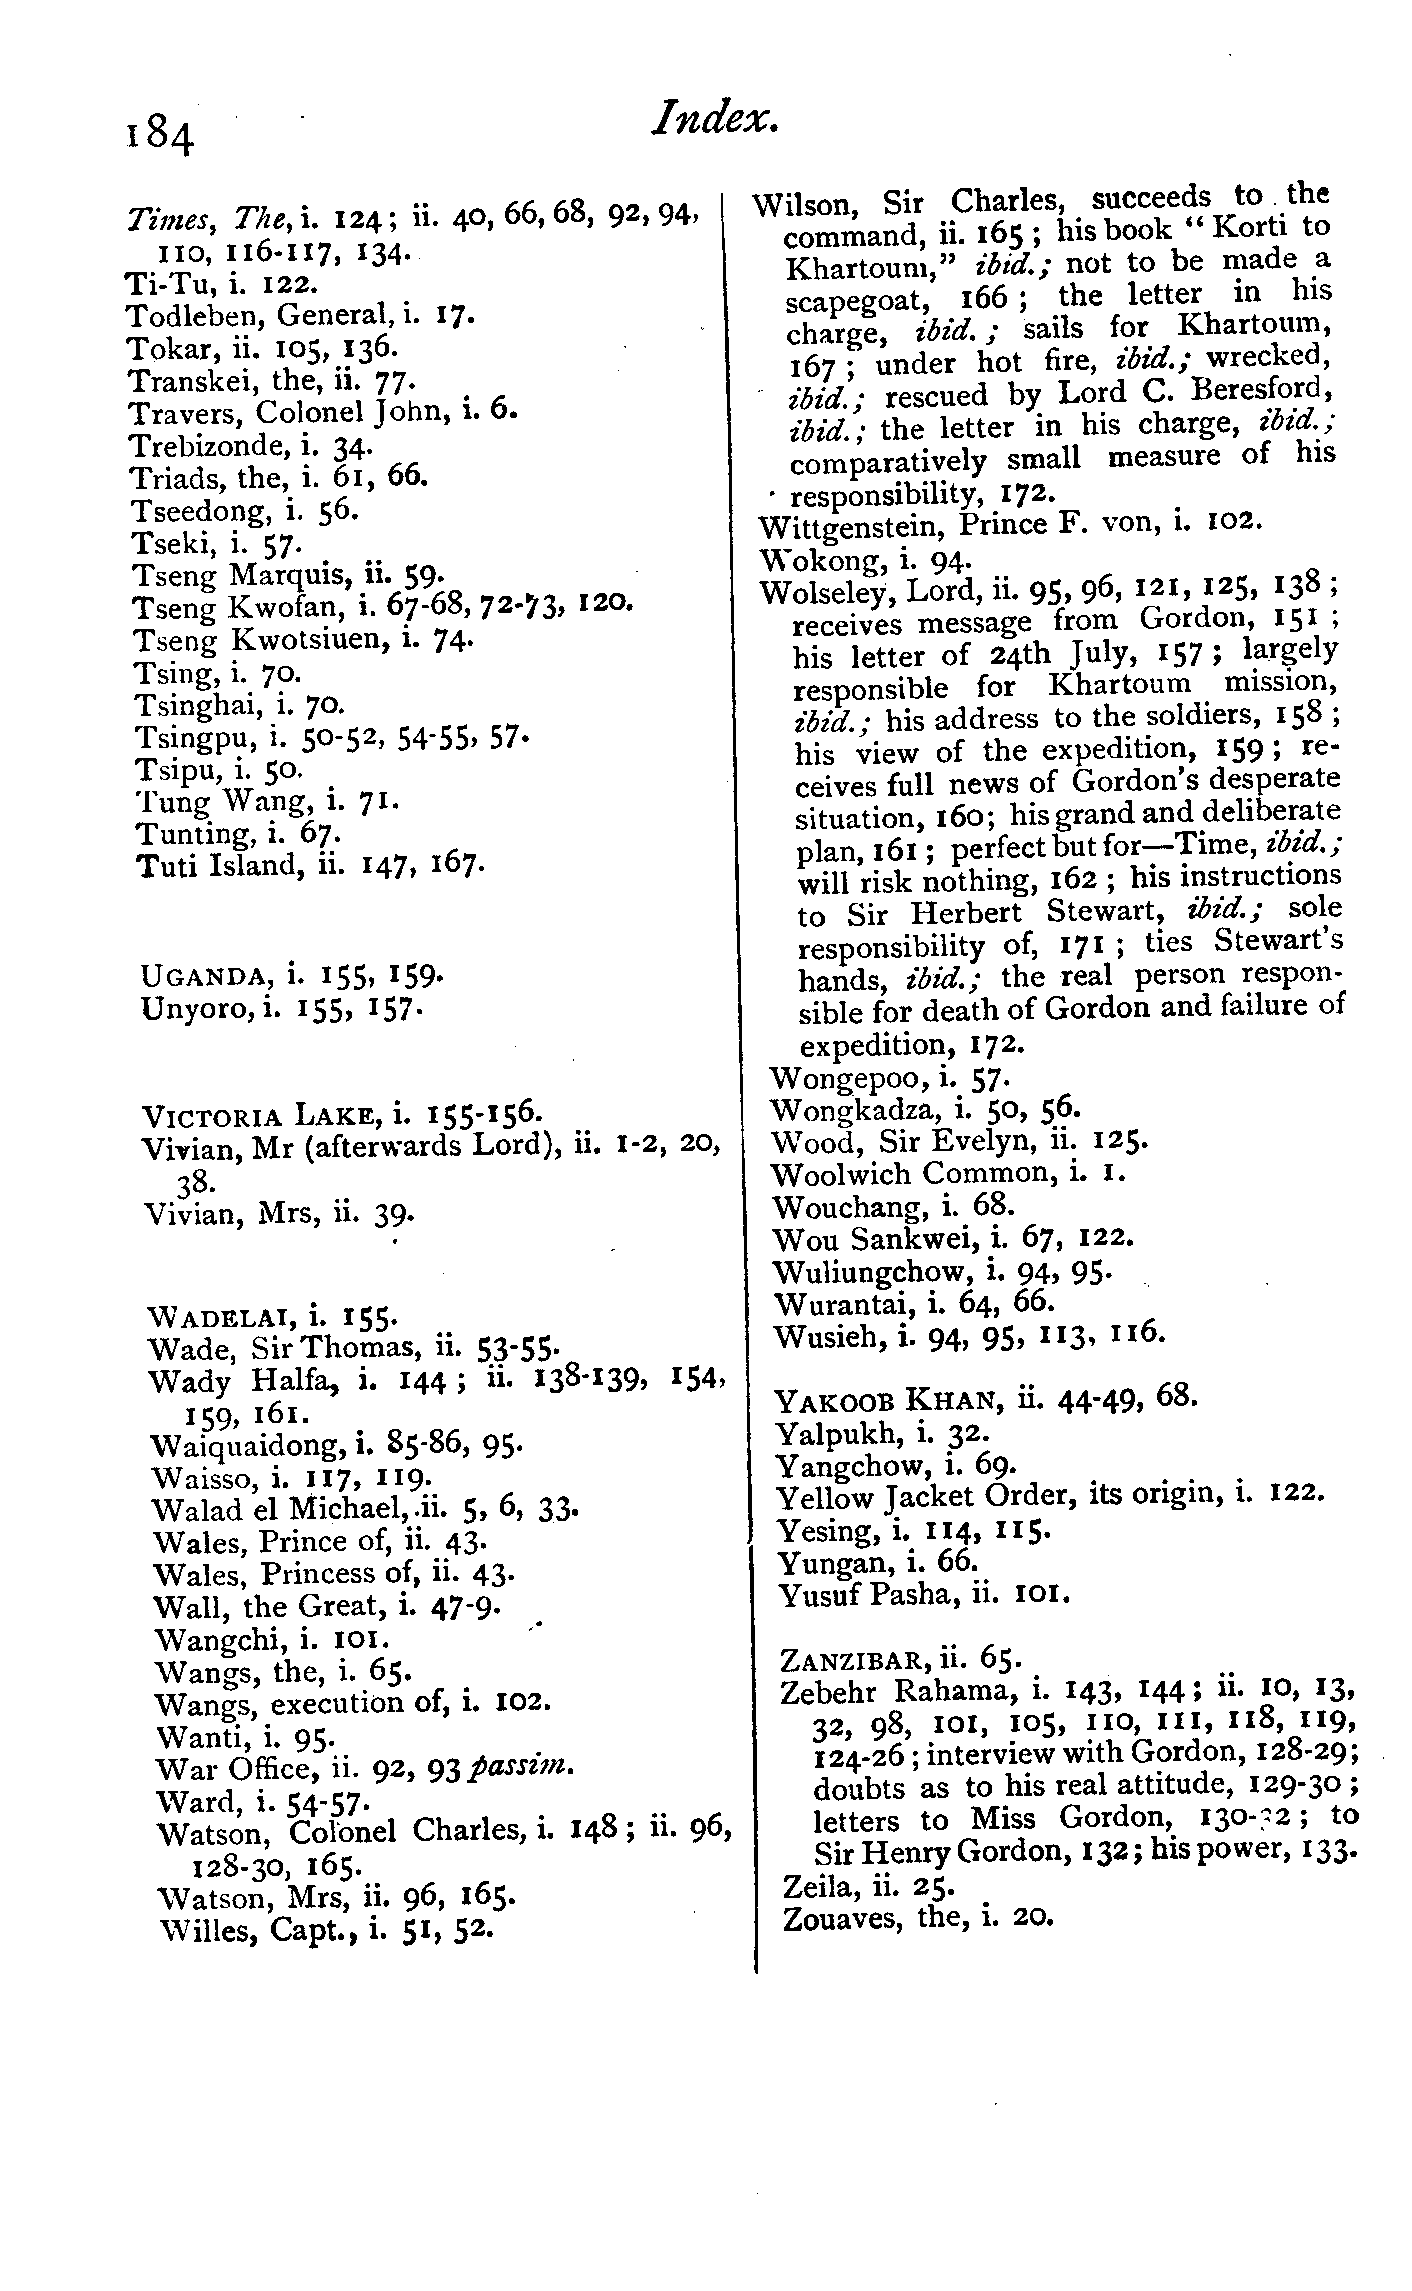 184
Index.
Times, The, i. 124; ii. 40, 66, 68, 92, 94,
110, 116-117, 134.
Ti-Tu, i. 122.
Todleben, General, i. 17.
Tokar, ii. 105, 136.
Transkei, the, ii. 77.
Travers, Colonel John, i. 6.
Trebizonde, i. 34.
Triads, the, i. 61, 66.
Tseedong, i. 56.
Tseki, i. 57.
Tseng Marquis, ii. 59.
Tseng Kwofan, i. 67-68, 72-73, 120.
Tseng Kwotsiuen, i. 74.
Tsing, i. 70.
Tsinghai, i. 70.
Tsingpu, i. 50-52, 54-55, 57.
Tsipu, i. 50.
Tung Wang, i. 71.
Tunting, i. 67.
Tuti Island, ii. 147, 167.
UGANDA, i. 155, 159.
Unyoro, i. 155, 157.
VICTORIA LAKE, i. 155-156.
Vivian, Mr (afterwards Lord), ii. 1-2, 20,
38.
Vivian, Mrs, ii. 39.
WADELAI, i. 155.
Wade, Sir Thomas, ii. 53-55.
Wady Halfa, i. 144; ii. 138-139, 154,
159, 161.
Waiquaidong, i. 85-86, 95.
Waisso, i. 117, 119.
Walad el Michael, ii. 5, 6, 33.
Wales, Prince of, ii. 43.
Wales, Princess of, ii. 43.
Wall, the Great, i. 47-9.
Wangchi, i. 101.
Wangs, the, i. 65.
Wangs, execution of, i. 102.
Wanti, i. 95.
War Office, ii. 92, 93 passim.
Ward, i. 54-57.
Watson, Colonel Charles, i. 148; ii. 96,
128-30, 165.
Watson, Mrs, ii. 96, 165.
Willes, Capt., i. 51, 52.
Wilson, Sir Charles, succeeds to the
command, ii. 165; his book "Korti to
Khartoum," ibid.; not to be made a
scapegoat, 166; the letter in his
charge, ibid.; sails for Khartoum,
167; under hot fire, ibid.; wrecked,
ibid.; rescued by Lord C. Beresford,
ibid.; the letter in his charge, ibid.;
comparatively small measure of his
responsibility, 172.
Wittgenstein, Prince F. von, i. 102.
Wokong, i. 94.
Wolseley, Lord, ii. 95, 96, 121, 125, 138;
receives message from Gordon, 151;
his letter of 24th July, 157; largely
responsible for Khartoum mission,
ibid.; his address to the soldiers, 158;
his view of the expedition, 159; re-
ceives full news of Gordon's desperate
situation, 160; his grand and deliberate
plan, 161; perfect but for—Time, ibid.;
will risk nothing, 162; his instructions
to Sir Herbert Stewart, ibid.; sole
responsibility of, 171; ties Stewart's
hands, ibid.; the real person respon-
sible for death of Gordon and failure of
expedition, 172.
Wongepoo, i. 57.
Wongkadza, i. 50, 56.
Wood, Sir Evelyn, ii. 125.
Woolwich Common, i. 1.
Wouchang, i. 68.
Wou Sankwei, i. 67, 122.
Wuliungchow, i. 94, 95.
Wurantai, i. 64, 66.
Wusieh, i. 94, 95, 113, 116.
YAKOOB KHAN, ii. 44-49, 68.
Yalpukh, i. 32.
Yangchow, i. 69.
Yellow Jacket Order, its origin, i. 122.
Yesing, i. 114, 115.
Yungan, i. 66.
Yusuf Pasha, ii. 101.
ZANZIBAR, ii. 65.
Zebehr Rahama, i. 143, 144; ii. 10, 13,
32, 98, 101, 105, 110, 111, 118, 119,
124-26; interview with Gordon, 128-29;
doubts as to his real attitude, 129-30;
letters to Miss Gordon, 130-32; to
Sir Henry Gordon, 132; his power, 133.
Zeila, ii. 25.
Zouaves, the, i. 20.